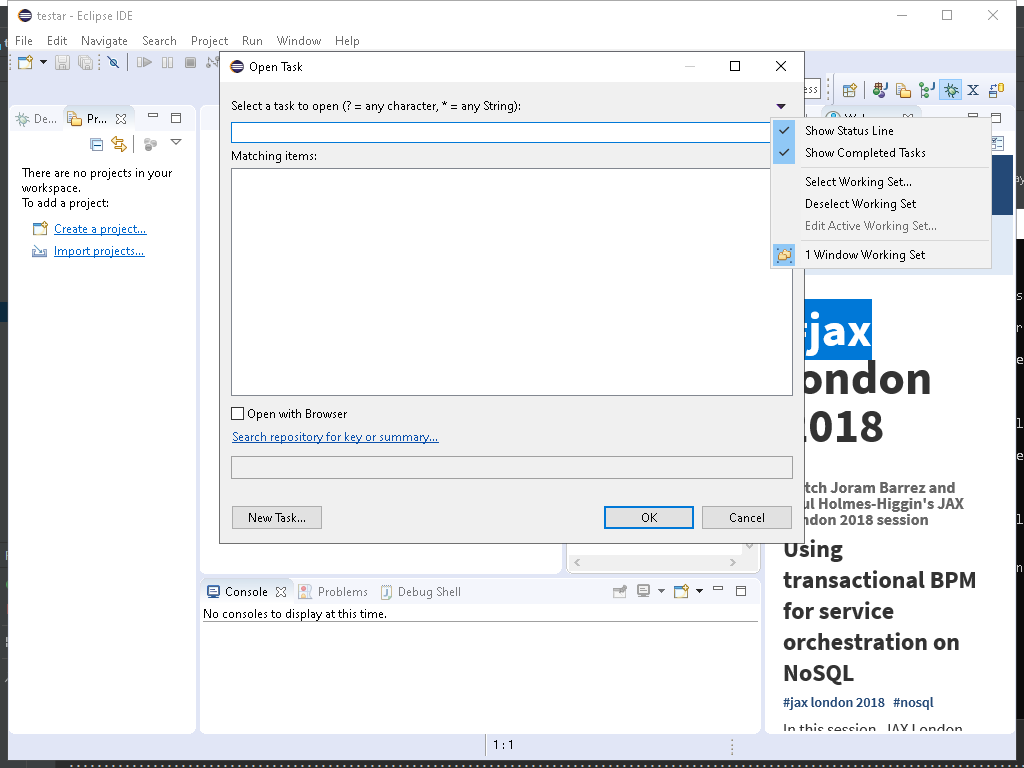 testar - Eclipse IDE
File Edit Navigate Search Project Run Window Help
Open Task
Select a task to open (? = any character, * = any String):
Matching items:
De...
Pr...
There are no projects in your
workspace.
To add a project:
Create a project...
Import projects...
Show Status Line
Show Completed Tasks
Select Working Set...
Deselect Working Set
Edit Active Working Set...
1 Window Working Set
Open with Browser
Search repository for key or summary...
New Task...
OK
Cancel
#jax
London
2018
Barrez and
Holmes-Higgin's JAX
2018 session
Using
transactional BPM
for service
orchestration on
NoSQL
#jax london 2018 #nosql
In this session, JAX London
Console
Problems
Debug Shell
No consoles to display at this time.
1 : 1